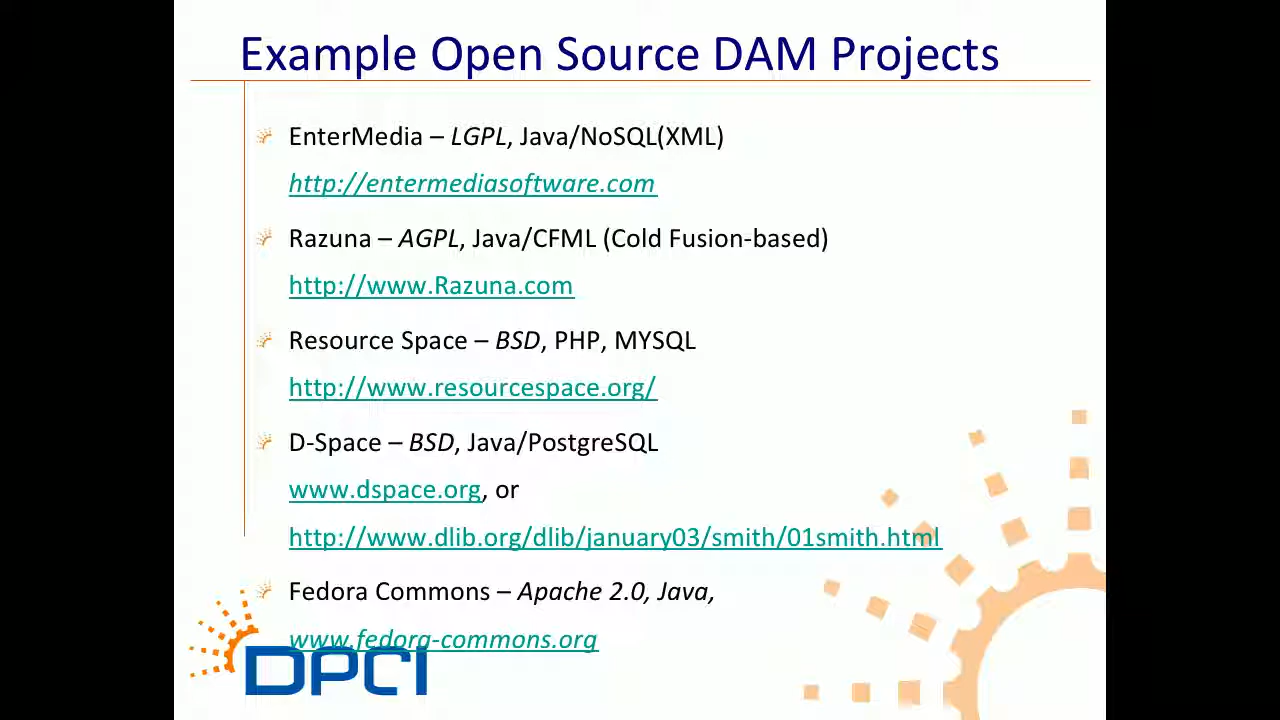 Example Open Source DAM Projects
EnterMedia – LGPL, Java/NoSQL(XML)
http://entermediasoftware.com
Razuna – AGPL, Java/CFML (Cold Fusion-based)
http://www.Razuna.com
Resource Space – BSD, PHP, MYSQL
http://www.resourcespace.org/
D-Space – BSD, Java/PostgreSQL
www.dspace.org, or
http://www.dlib.org/dlib/january03/smith/01smith.html
Fedora Commons – Apache 2.0, Java,
www.fedora-commons.org
DPCI